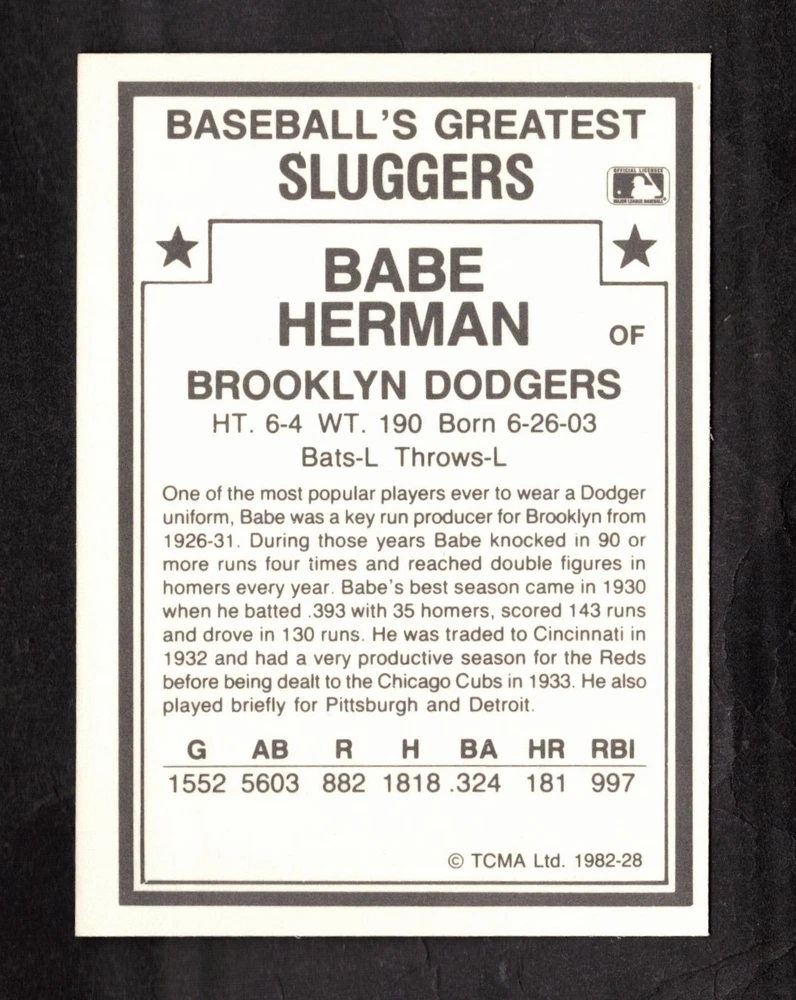 BASEBALL'S GREATEST
SLUGGERS
OFFICIAL LICENSEE
MAJOR LEAGUE BASEBALL
BABE
HERMAN
OF
BROOKLYN DODGERS
HT. 6-4 WT. 190 Born 6-26-03
Bats-L Throws-L
One of the most popular players ever to wear a Dodger
uniform, Babe was a key run producer for Brooklyn from
1926-31. During those years Babe knocked in 90 or
more runs four times and reached double figures in
homers every year. Babe's best season came in 1930
when he batted .393 with 35 homers, scored 143 runs
and drove in 130 runs. He was traded to Cincinnati in
1932 and had a very productive season for the Reds
before being dealt to the Chicago Cubs in 1933. He also
played briefly for Pittsburgh and Detroit.
G AB R H BA HR RBI
1552 5603 882 1818 .324 181 997
© TCMA Ltd. 1982-28